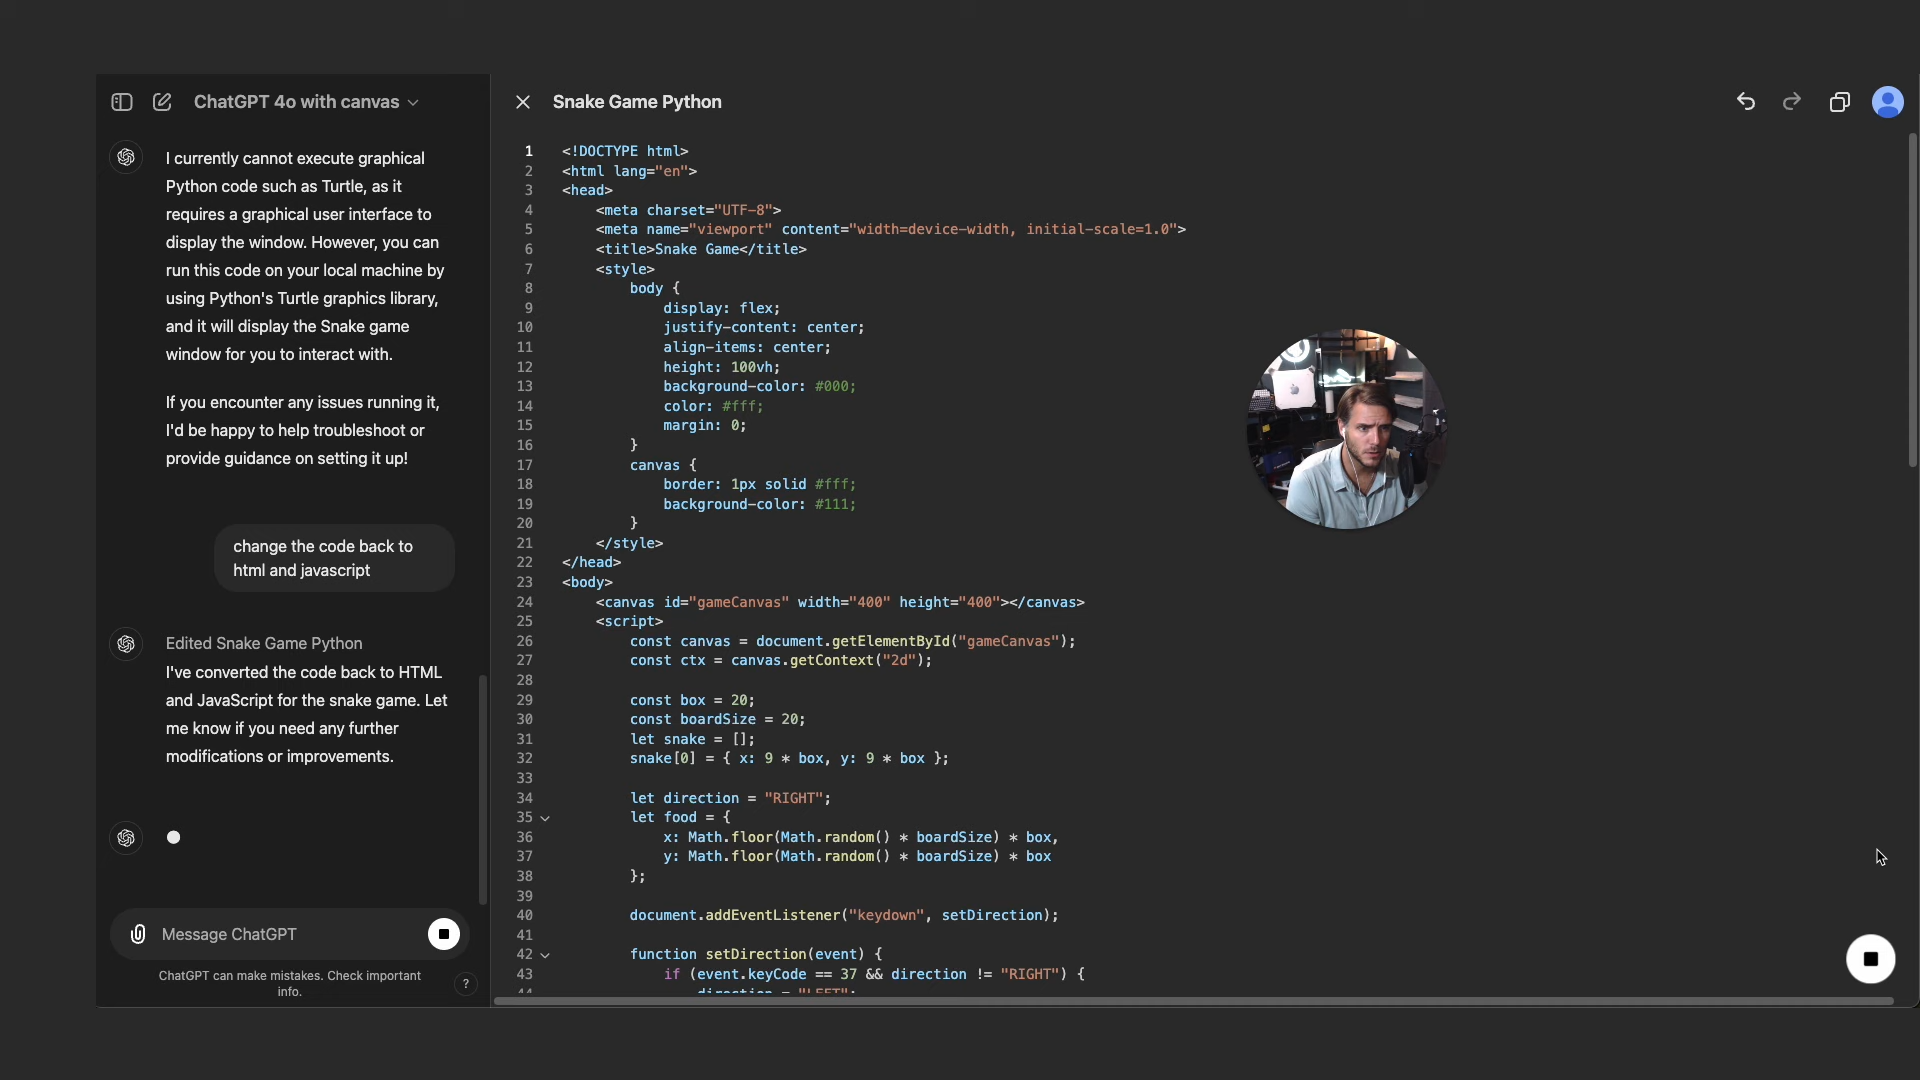 ChatGPT 4o with canvas
I currently cannot execute graphical
Python code such as Turtle, as it
requires a graphical user interface to
display the window. However, you can
run this code on your local machine by
using Python's Turtle graphics library,
and it will display the Snake game
window for you to interact with.
If you encounter any issues running it,
I'd be happy to help troubleshoot or
provide guidance on setting it up!
change the code back to
html and javascript
Edited Snake Game Python
I've converted the code back to HTML
and JavaScript for the snake game. Let
me know if you need any further
modifications or improvements.
Message ChatGPT
ChatGPT can make mistakes. Check important
info.
?
Snake Game Python
1 <!DOCTYPE html>
2 <html lang="en">
3 <head>
4 <meta charset="UTF-8">
5 <meta name="viewport" content="width=device-width, initial-scale=1.0">
6 <title>Snake Game</title>
7 <style>
8 body {
9 display: flex;
10 justify-content: center;
11 align-items: center;
12 height: 100vh;
13 background-color: #000;
14 color: #fff;
15 margin: 0;
16 }
17 canvas {
18 border: 1px solid #fff;
19 background-color: #111;
20 }
21 </style>
22 </head>
23 <body>
24 <canvas id="gameCanvas" width="400" height="400"></canvas>
25 <script>
26 const canvas = document.getElementById("gameCanvas");
27 const ctx = canvas.getContext("2d");
28
29 const box = 20;
30 const boardSize = 20;
31 let snake = [];
32 snake[0] = { x: 9 * box, y: 9 * box };
33
34 let direction = "RIGHT";
35 let food = {
36 x: Math.floor(Math.random() * boardSize) * box,
37 y: Math.floor(Math.random() * boardSize) * box
38 };
39
40 document.addEventListener("keydown", setDirection);
41
42 function setDirection(event) {
43 if (event.keyCode == 37 && direction != "RIGHT") {
44 direction = "LEFT";